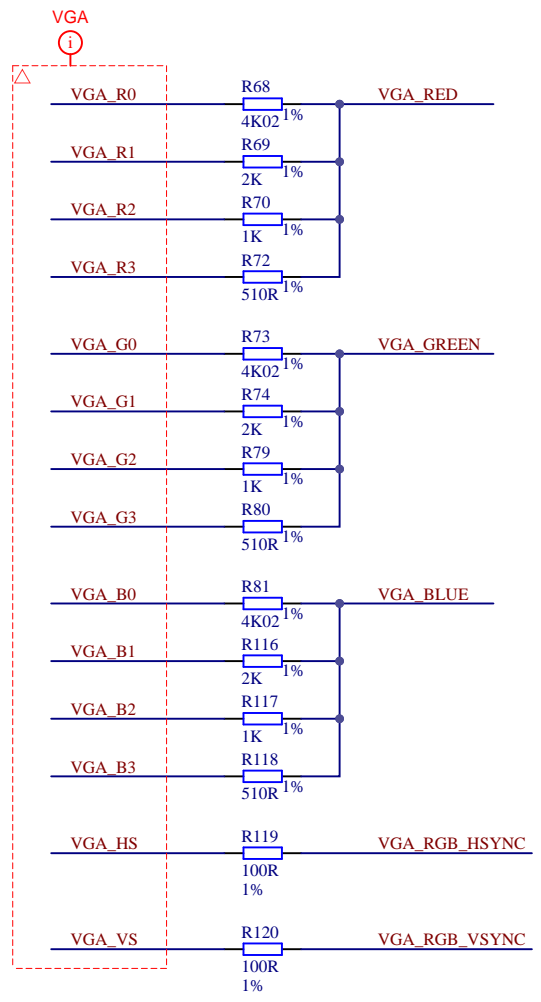 VGA
i
VGA_R0 R68 VGA_RED
4K02 1%
VGA_R1 R69
2K 1%
VGA_R2 R70
1K 1%
VGA_R3 R72
510R 1%
VGA_G0 R73 VGA_GREEN
4K02 1%
VGA_G1 R74
2K 1%
VGA_G2 R79
1K 1%
VGA_G3 R80
510R 1%
VGA_B0 R81 VGA_BLUE
4K02 1%
VGA_B1 R116
2K 1%
VGA_B2 R117
1K 1%
VGA_B3 R118
510R 1%
VGA_HS R119 VGA_RGB_HSYNC
100R
1%
VGA_VS R120 VGA_RGB_VSYNC
100R
1%